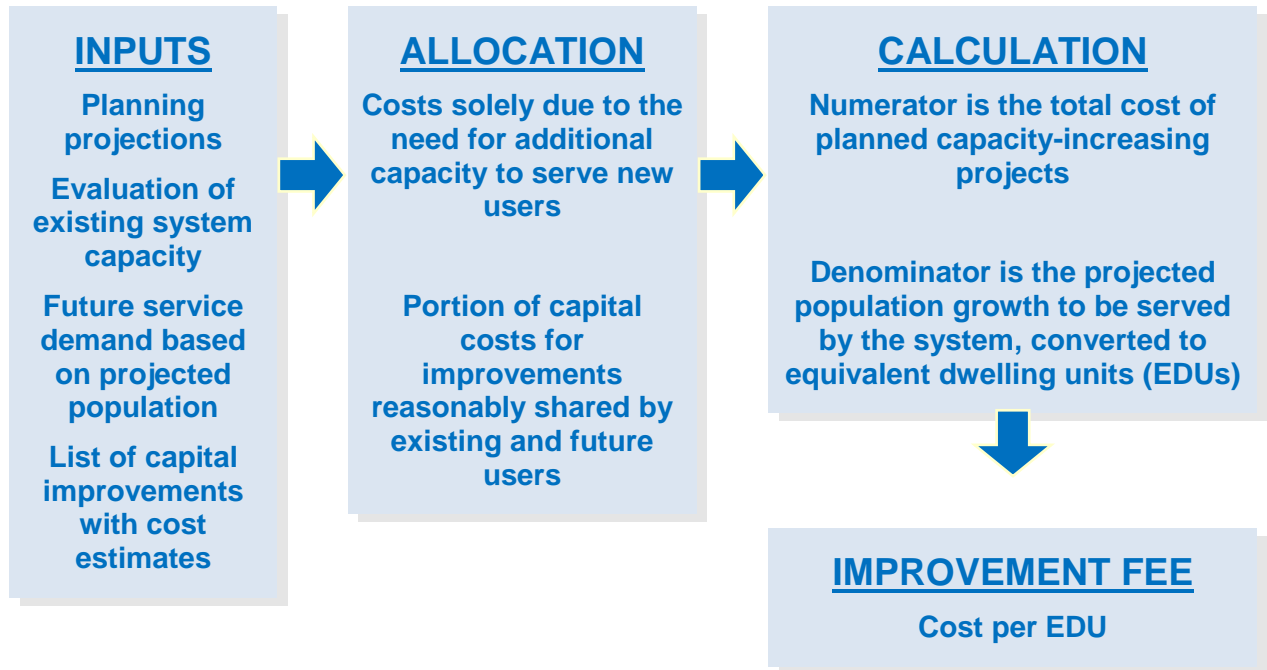 INPUTS
Planning
projections
Evaluation of
existing system
capacity
Future service
demand based
on projected
population
List of capital
improvements
with cost
estimates
ALLOCATION
Costs solely due to the
need for additional
capacity to serve new
users
Portion of capital
costs for
improvements
reasonably shared by
existing and future
users
CALCULATION
Numerator is the total cost of
planned capacity-increasing
projects
Denominator is the projected
population growth to be served
by the system, converted to
equivalent dwelling units (EDUs)
IMPROVEMENT FEE
Cost per EDU